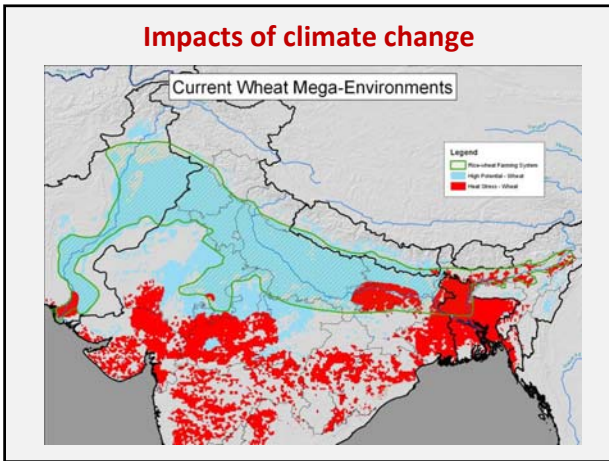 Impacts of climate change
Current Wheat Mega-Environments
Legend
Rice-wheat Farming System
High Potential - Wheat
Heat Stress - Wheat